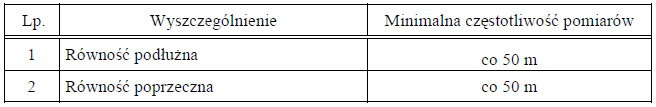 Lp. Wyszczególnienie Minimalna częstotliwość pomiarów
1 Równość podłużna co 50 m
2 Równość poprzeczna co 50 m